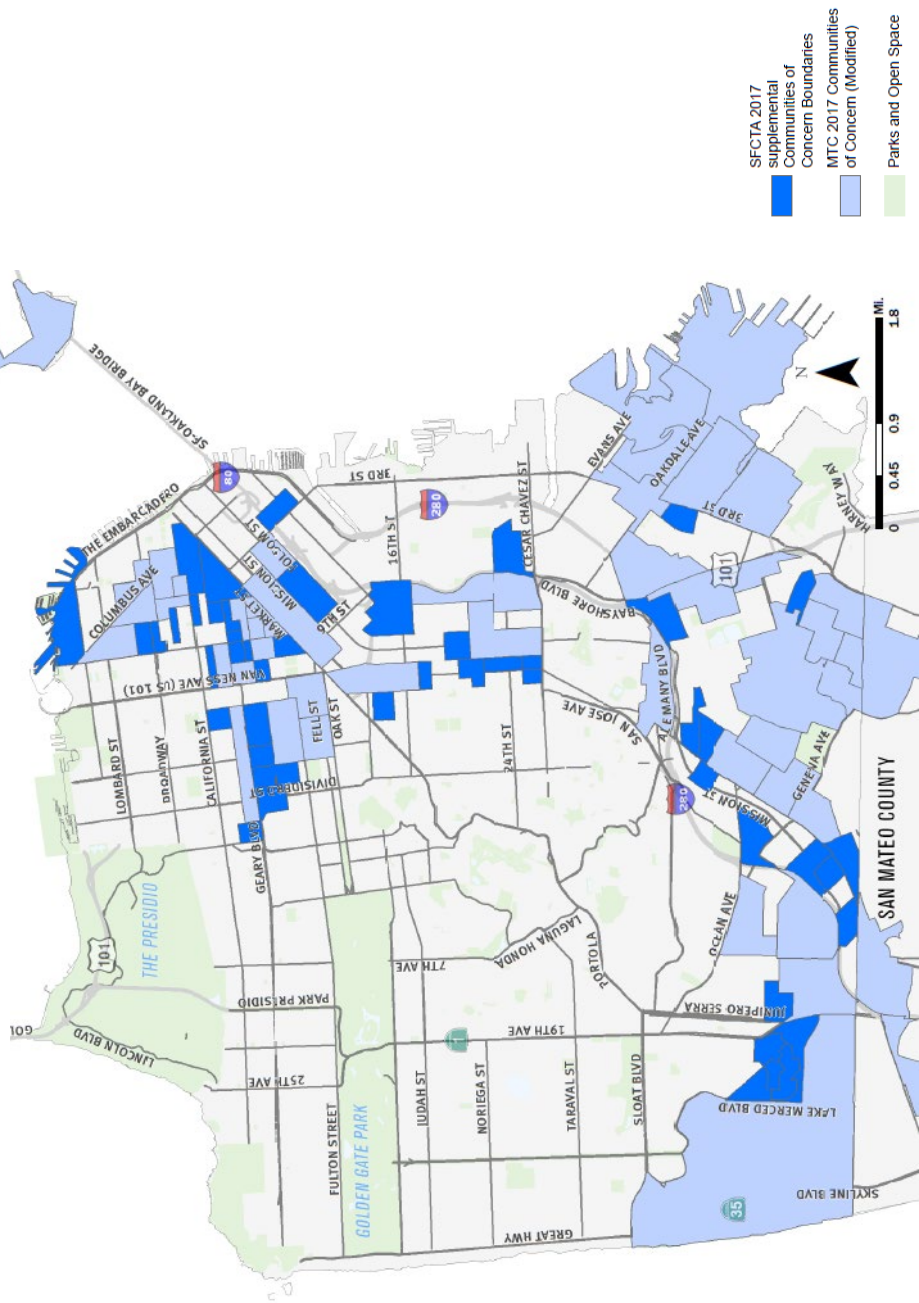 SF-OAKLAND BAY BRIDGE
THE EMBARCADERO
80
COLUMBUS AVE
LOMBARD ST
BROADWAY
CALIFORNIA ST
VAN NESS AVE (US 101)
MARKET ST
MISSION ST
FOLSOM ST
9TH ST
3RD ST
280
16TH ST
CESAR CHAVEZ ST
EVANS AVE
OAKDALE AVE
3RD ST
HARNEY WAY
101
BAYSHORE BLVD
ALEMANY BLVD
SAN JOSE AVE
24TH ST
FELL ST
OAK ST
DIVISADERO ST
GEARY BLVD
THE PRESIDIO
101
LINCOLN BLVD
PARK PRESIDIO
25TH AVE
FULTON STREET
GOLDEN GATE PARK
7TH AVE
LAGUNA HONDA
PORTOLA
19TH AVE
1
JUDAH ST
NORIEGA ST
TARAVAL ST
SLOAT BLVD
GREAT HWY
OCEAN AVE
JUNIPERO SERRA
LAKE MERCED BLVD
SKYLINE BLVD
35
280
MISSION ST
GENEVA AVE
SAN MATEO COUNTY
N
0 0.45 0.9 1.8
Mi.
SFCTA 2017
supplemental
Communities of
Concern Boundaries
MTC 2017 Communities
of Concern (Modified)
Parks and Open Space